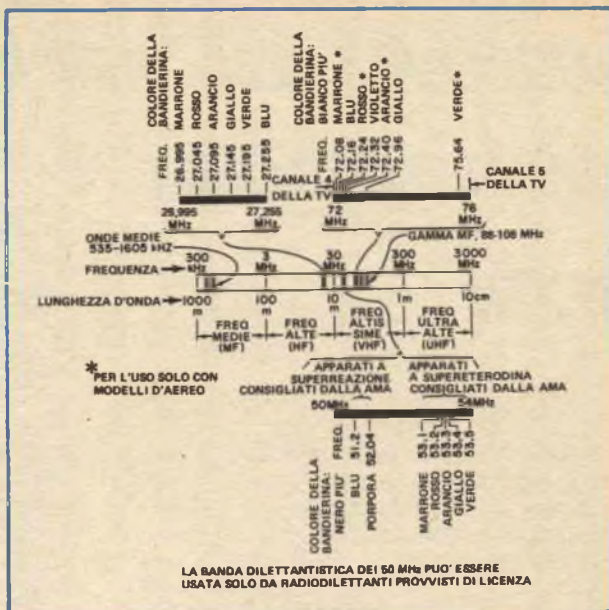 COLORE DELLA
BANDIERINA:
MARRONE
ROSSO
ARANCIO
GIALLO
VERDE
BLU
FREQ.
26,995
27,045
27,095
27,145
27,195
27,255
25,995
MHz
27,255
MHz
COLORE DELLA
BANDIERINA:
BIANCO PIU'
MARRONE *
BLU
ROSSO *
VIOLETTO
ARANCIO *
GIALLO
VERDE *
FREQ.
72,08
72,16
72,24
72,32
72,40
72,96
75,64
CANALE 4
DELLA TV
CANALE 5
DELLA TV
72
MHz
76
MHz
ONDE MEDIE
535-1605 kHz
GAMMA MF, 88-108 MHz
FREQUENZA
300
kHz
3
MHz
30
MHz
300
MHz
3000
MHz
LUNGHEZZA D'ONDA
1000
m
100
m
10
m
1m
10cm
FREQ
MEDIE
(MF)
FREQ
ALTE
(HF)
FREQ
ALTIS
SIME
(VHF)
FREQ
ULTRA
ALTE
(UHF)
*PER L'USO SOLO CON
MODELLI D'AEREO
APPARATI A
SUPERREAZIONE
CONSIGLIATI DALLA AMA
APPARATI
A SUPERETERODINA
CONSIGLIATI DALLA AMA
50MHz
54MHz
COLORE DELLA
BANDIERINA:
NERO PIU'
BLU
PORPORA
FREQ.
51,2
52,04
53,1
53,2
53,3
53,4
53,5
MARRONE
ROSSO
ARANCIO
GIALLO
VERDE
LA BANDA DILETTANTISTICA DEI 50 MHz PUO' ESSERE
USATA SOLO DA RADIODILETTANTI PROVVISTI DI LICENZA